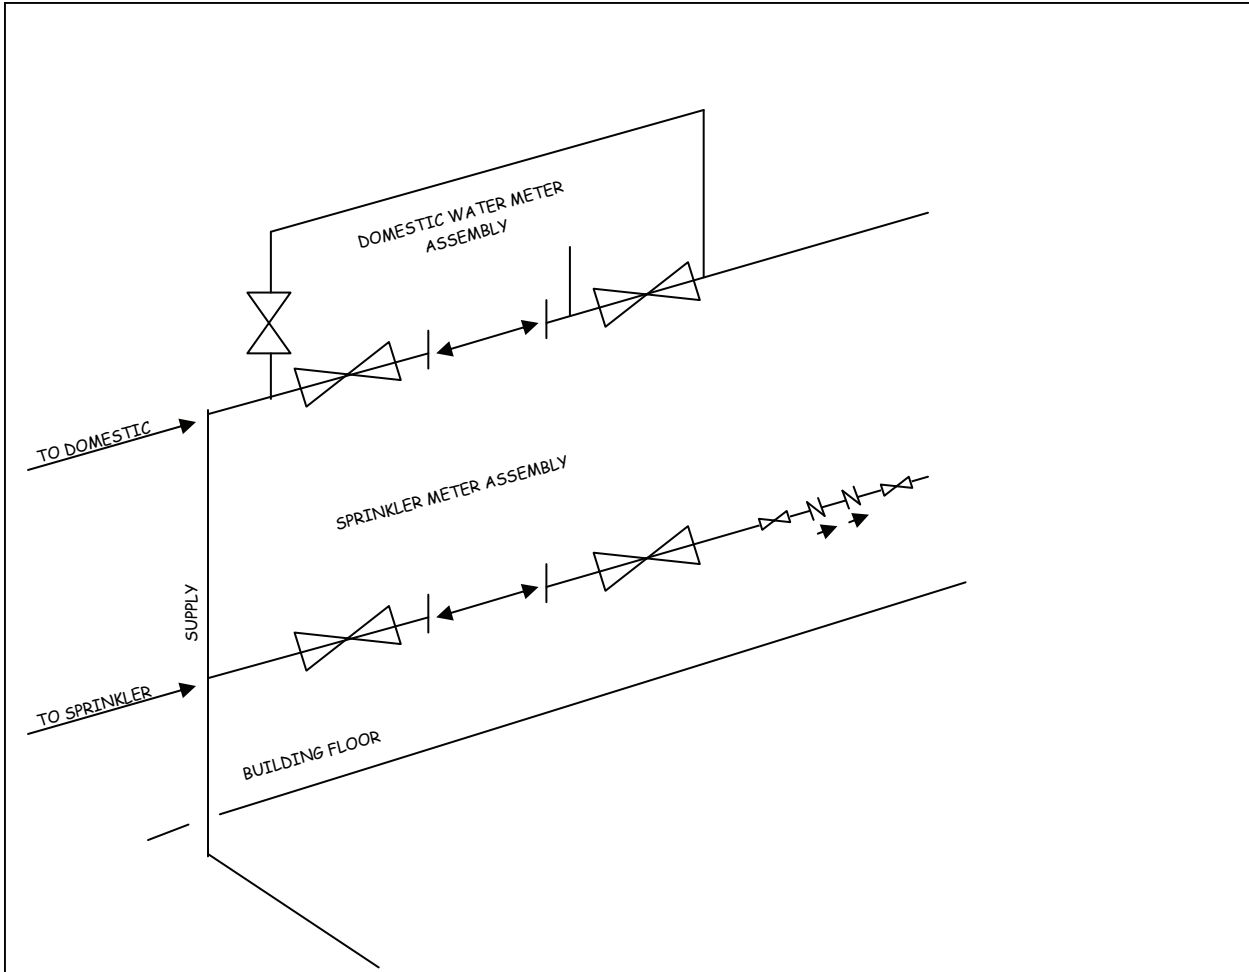 DOMESTIC WATER METER
ASSEMBLY
TO DOMESTIC
SPRINKLER METER ASSEMBLY
SUPPLY
TO SPRINKLER
BUILDING FLOOR